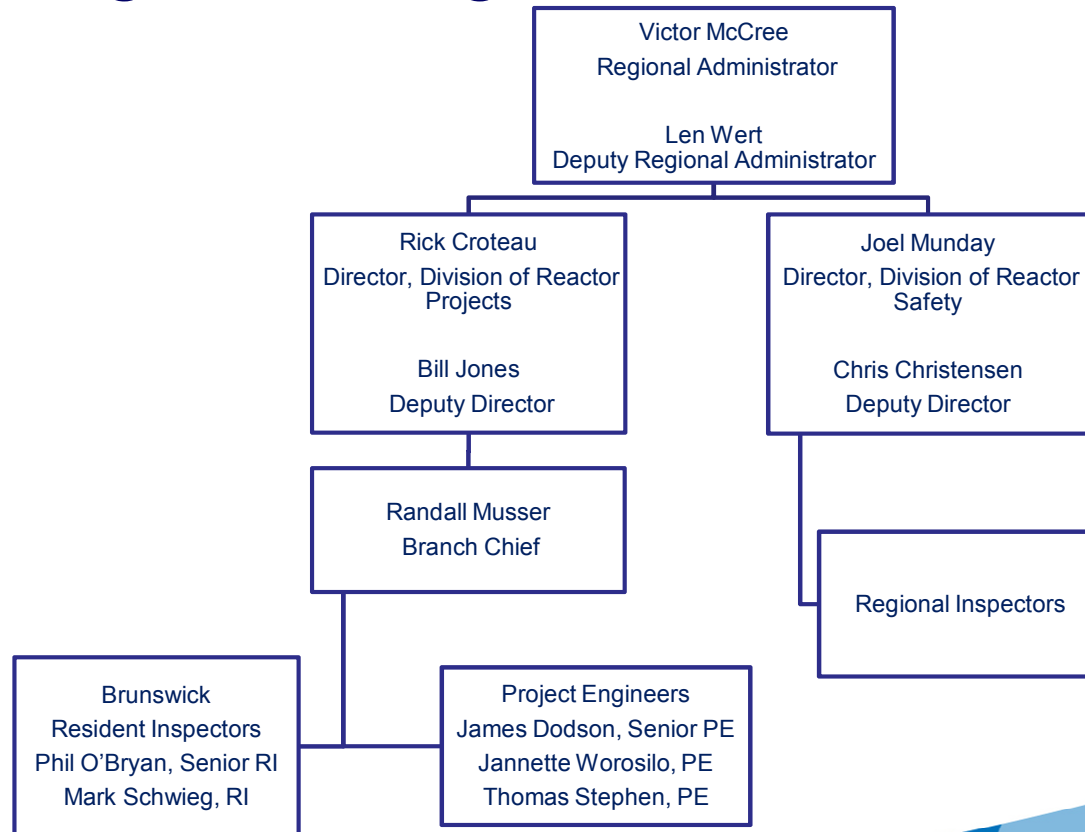 Victor McCree
Regional Administrator
Len Wert
Deputy Regional Administrator
Rick Croteau
Director, Division of Reactor
Projects
Bill Jones
Deputy Director
Joel Munday
Director, Division of Reactor
Safety
Chris Christensen
Deputy Director
Randall Musser
Branch Chief
Regional Inspectors
Brunswick
Resident Inspectors
Phil O’Bryan, Senior RI
Mark Schwieg, RI
Project Engineers
James Dodson, Senior PE
Jannette Worosilo, PE
Thomas Stephen, PE